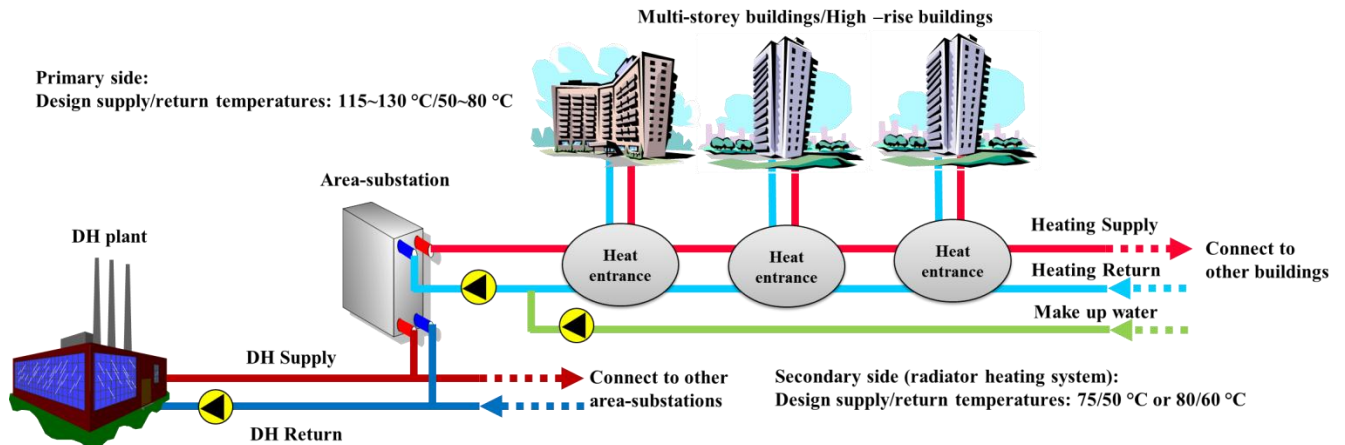 Multi-storey buildings/High –rise buildings
Primary side:
Design supply/return temperatures: 115~130 °C/50~80 °C
Area-substation
DH plant
Heat
entrance
Heat
entrance
Heat
entrance
Heating Supply
Heating Return
Connect to
other buildings
Make up water
DH Supply
Connect to other
area-substations
DH Return
Secondary side (radiator heating system):
Design supply/return temperatures: 75/50 °C or 80/60 °C